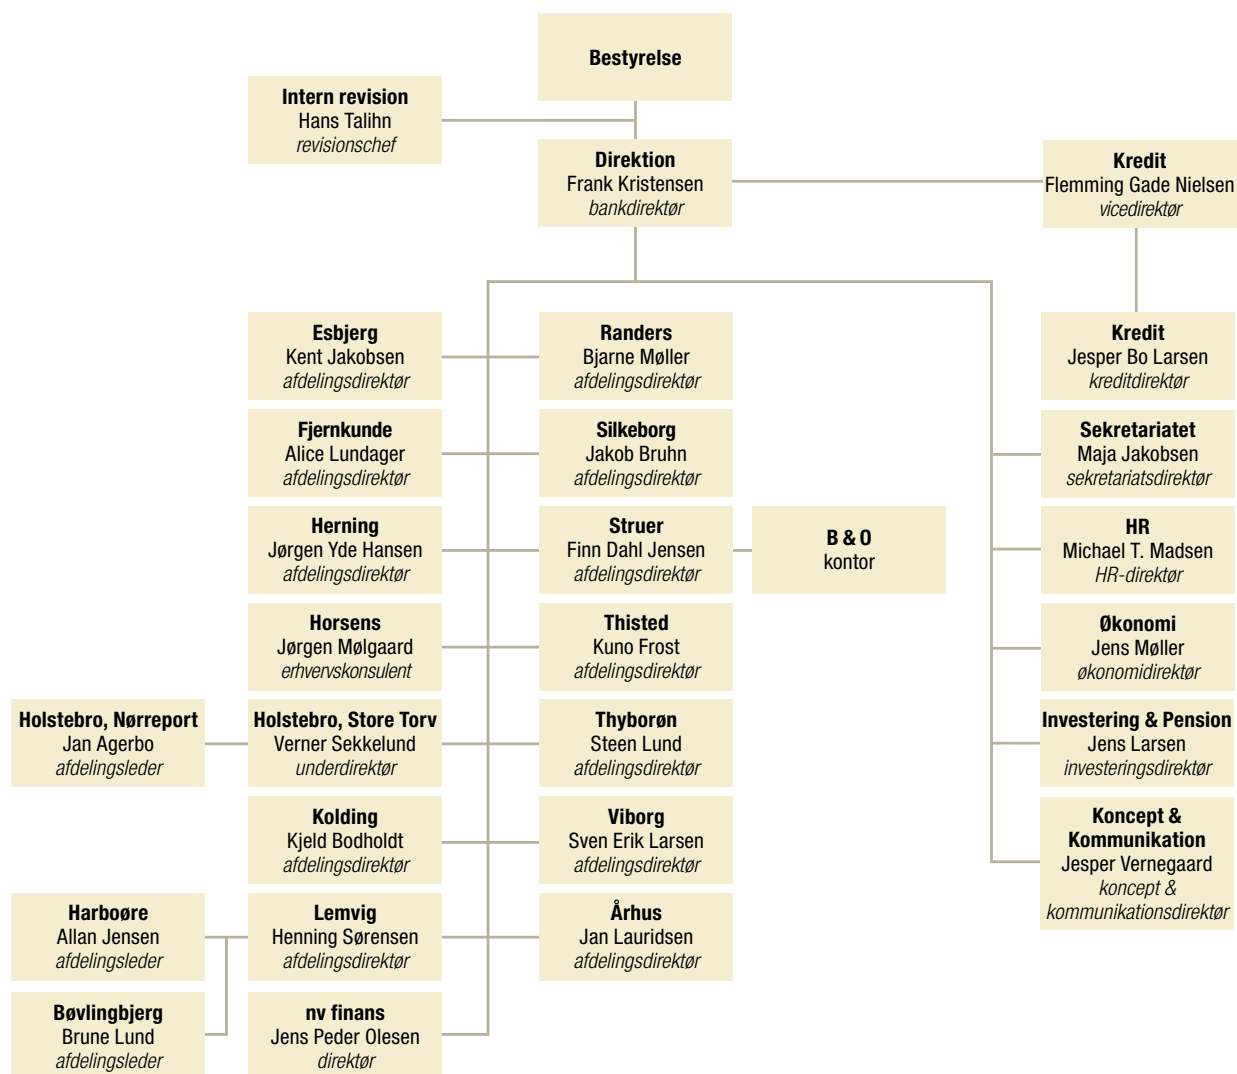 Bestyrelse
Intern revision
Hans Talihn
revisionschef
Direktion
Frank Kristensen
bankdirektør
Kredit
Flemming Gade Nielsen
vicedirektør
Esbjerg
Kent Jakobsen
afdelingsdirektør
Randers
Bjarne Møller
afdelingsdirektør
Kredit
Jesper Bo Larsen
kreditdirektør
Fjernkunde
Alice Lundager
afdelingsdirektør
Silkeborg
Jakob Bruhn
afdelingsdirektør
Sekretariatet
Maja Jakobsen
sekretariatsdirektør
Herning
Jørgen Yde Hansen
afdelingsdirektør
Struer
Finn Dahl Jensen
afdelingsdirektør
B & O
kontor
HR
Michael T. Madsen
HR-direktør
Horsens
Jørgen Mølgaard
erhvervskonsulent
Thisted
Kuno Frost
afdelingsdirektør
Økonomi
Jens Møller
økonomidirektør
Holstebro, Nørreport
Jan Agerbo
afdelingsleder
Holstebro, Store Torv
Verner Sekkelund
underdirektør
Thyborøn
Steen Lund
afdelingsdirektør
Investering & Pension
Jens Larsen
investeringsdirektør
Kolding
Kjeld Bodholdt
afdelingsdirektør
Viborg
Sven Erik Larsen
afdelingsdirektør
Koncept &
Kommunikation
Jesper Vernegaard
koncept &
kommunikationsdirektør
Harboøre
Allan Jensen
afdelingsleder
Lemvig
Henning Sørensen
afdelingsdirektør
Århus
Jan Lauridsen
afdelingsdirektør
Bøvlingbjerg
Brune Lund
afdelingsleder
nv finans
Jens Peder Olesen
direktør